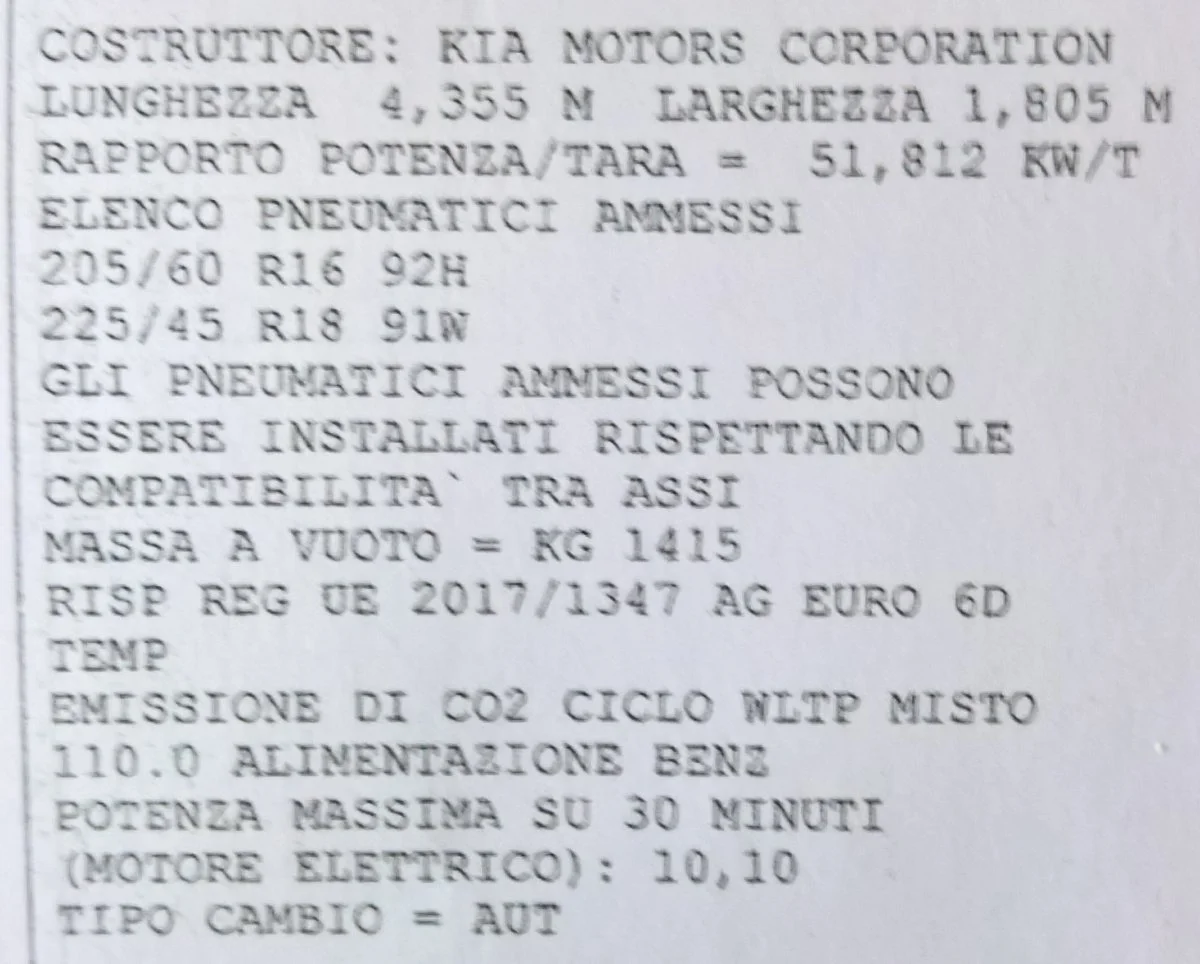 COSTRUTTORE: KIA MOTORS CORPORATION
LUNGHEZZA 4,355 M LARGHEZZA 1,805 M
RAPPORTO POTENZA/TARA = 51,812 KW/T
ELENCO PNEUMATICI AMMESSI
205/60 R16 92H
225/45 R18 91W
GLI PNEUMATICI AMMESSI POSSONO
ESSERE INSTALLATI RISPETTANDO LE
COMPATIBILITA` TRA ASSI
MASSA A VUOTO = KG 1415
RISP REG UE 2017/1347 AG EURO 6D
TEMP
EMISSIONE DI CO2 CICLO WLTP MISTO
110.0 ALIMENTAZIONE BENZ
POTENZA MASSIMA SU 30 MINUTI
(MOTORE ELETTRICO): 10,10
TIPO CAMBIO = AUT